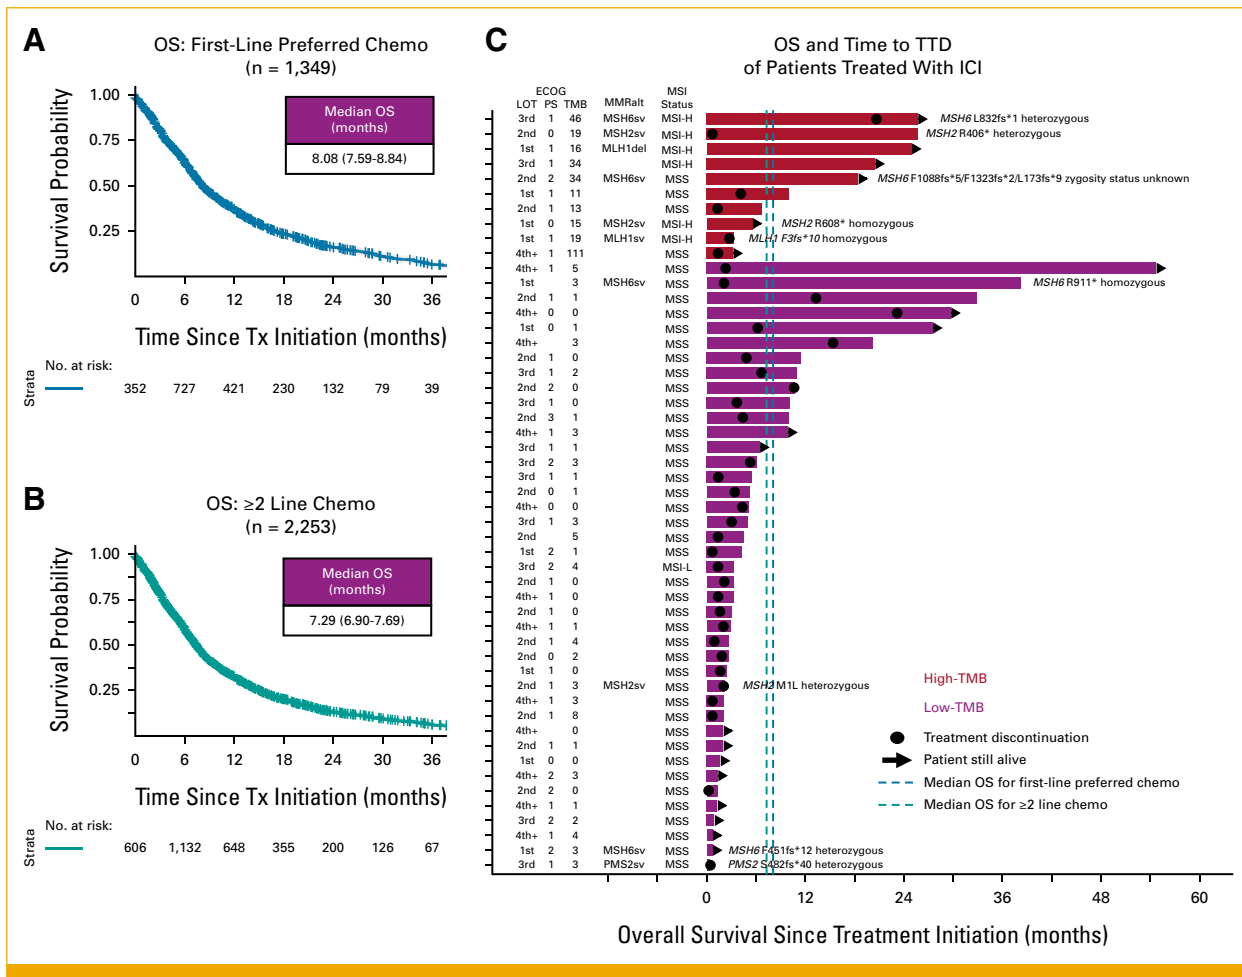 A
OS: First-Line Preferred Chemo
(n = 1,349)
Survival Probability
1.00
0.75
0.50
0.25
Median OS
(months)
8.08 (7.59-8.84)
0 6 12 18 24 30 36
Time Since Tx Initiation (months)
Strata
No. at risk:
352 727 421 230 132 79 39
B
OS: ≥2 Line Chemo
(n = 2,253)
Survival Probability
1.00
0.75
0.50
0.25
Median OS
(months)
7.29 (6.90-7.69)
0 6 12 18 24 30 36
Time Since Tx Initiation (months)
Strata
No. at risk:
606 1,132 648 355 200 126 67
C
OS and Time to TTD
of Patients Treated With ICI
LOT ECOG PS TMB MMRalt MSI Status
3rd 1 46 MSH6sv MSI-H MSH6 L832fs*1 heterozygous
2nd 0 19 MSH2sv MSI-H MSH2 R406* heterozygous
1st 1 16 MLH1del MSI-H
3rd 1 34 MSI-H
2nd 2 34 MSH6sv MSS MSH6 F1088fs*5/F1323fs*2/L173fs*9 zygosity status unknown
1st 1 11 MSS
2nd 1 13 MSS
1st 0 15 MSH2sv MSI-H MSH2 R608* homozygous
1st 1 19 MLH1sv MSI-H MLH1 F3fs*10 homozygous
4th+ 1 111 MSS
4th+ 1 5 MSS
1st 3 MSH6sv MSS MSH6 R911* homozygous
2nd 1 1 MSS
4th+ 0 0 MSS
1st 0 1 MSS
4th+ 3 MSS
2nd 1 0 MSS
3rd 1 2 MSS
2nd 2 0 MSS
3rd 1 0 MSS
2nd 3 1 MSS
4th+ 1 3 MSS
3rd 1 1 MSS
3rd 2 3 MSS
3rd 1 1 MSS
2nd 0 1 MSS
4th+ 0 0 MSS
3rd 1 3 MSS
2nd 5 MSS
1st 2 1 MSS
3rd 2 4 MSI-L
2nd 1 0 MSS
4th+ 1 0 MSS
2nd 1 0 MSS
4th+ 1 1 MSS
2nd 1 4 MSS
2nd 0 2 MSS
1st 1 0 MSS
2nd 1 3 MSH2sv MSS MSH2 M1L heterozygous
4th+ 1 3 MSS
2nd 1 8 MSS
4th+ 0 MSS
2nd 1 1 MSS
1st 0 0 MSS
4th+ 2 3 MSS
2nd 2 0 MSS
4th+ 1 1 MSS
3rd 2 2 MSS
4th+ 1 4 MSS
1st 2 3 MSH6sv MSS MSH6 F451fs*12 heterozygous
3rd 1 3 PMS2sv MSS PMS2 S482fs*40 heterozygous
High-TMB
Low-TMB
Treatment discontinuation
Patient still alive
Median OS for first-line preferred chemo
Median OS for ≥2 line chemo
0 12 24 36 48 60
Overall Survival Since Treatment Initiation (months)